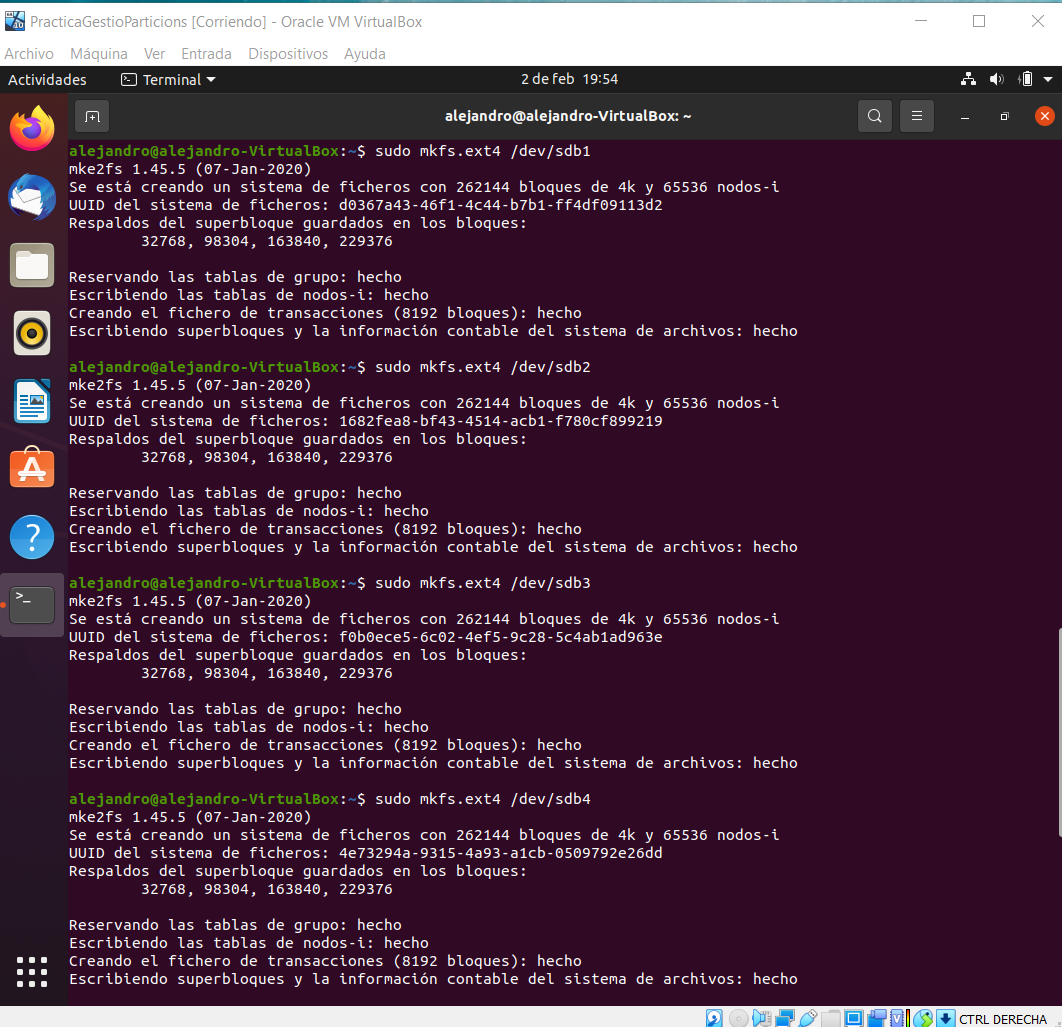 PracticaGestioParticions [Corriendo] - Oracle VM VirtualBox
Archivo Máquina Ver Entrada Dispositivos Ayuda
Actividades Terminal 2 de feb 19:54
alejandro@alejandro-VirtualBox: ~
alejandro@alejandro-VirtualBox:~$ sudo mkfs.ext4 /dev/sdb1
mke2fs 1.45.5 (07-Jan-2020)
Se está creando un sistema de ficheros con 262144 bloques de 4k y 65536 nodos-i
UUID del sistema de ficheros: d0367a43-46f1-4c44-b7b1-ff4df09113d2
Respaldos del superbloque guardados en los bloques:
32768, 98304, 163840, 229376
Reservando las tablas de grupo: hecho
Escribiendo las tablas de nodos-i: hecho
Creando el fichero de transacciones (8192 bloques): hecho
Escribiendo superbloques y la información contable del sistema de archivos: hecho
alejandro@alejandro-VirtualBox:~$ sudo mkfs.ext4 /dev/sdb2
mke2fs 1.45.5 (07-Jan-2020)
Se está creando un sistema de ficheros con 262144 bloques de 4k y 65536 nodos-i
UUID del sistema de ficheros: 1682fea8-bf43-4514-acb1-f780cf899219
Respaldos del superbloque guardados en los bloques:
32768, 98304, 163840, 229376
Reservando las tablas de grupo: hecho
Escribiendo las tablas de nodos-i: hecho
Creando el fichero de transacciones (8192 bloques): hecho
Escribiendo superbloques y la información contable del sistema de archivos: hecho
alejandro@alejandro-VirtualBox:~$ sudo mkfs.ext4 /dev/sdb3
mke2fs 1.45.5 (07-Jan-2020)
Se está creando un sistema de ficheros con 262144 bloques de 4k y 65536 nodos-i
UUID del sistema de ficheros: f0b0ece5-6c02-4ef5-9c28-5c4ab1ad963e
Respaldos del superbloque guardados en los bloques:
32768, 98304, 163840, 229376
Reservando las tablas de grupo: hecho
Escribiendo las tablas de nodos-i: hecho
Creando el fichero de transacciones (8192 bloques): hecho
Escribiendo superbloques y la información contable del sistema de archivos: hecho
alejandro@alejandro-VirtualBox:~$ sudo mkfs.ext4 /dev/sdb4
mke2fs 1.45.5 (07-Jan-2020)
Se está creando un sistema de ficheros con 262144 bloques de 4k y 65536 nodos-i
UUID del sistema de ficheros: 4e73294a-9315-4a93-a1cb-0509792e26dd
Respaldos del superbloque guardados en los bloques:
32768, 98304, 163840, 229376
Reservando las tablas de grupo: hecho
Escribiendo las tablas de nodos-i: hecho
Creando el fichero de transacciones (8192 bloques): hecho
Escribiendo superbloques y la información contable del sistema de archivos: hecho
CTRL DERECHA